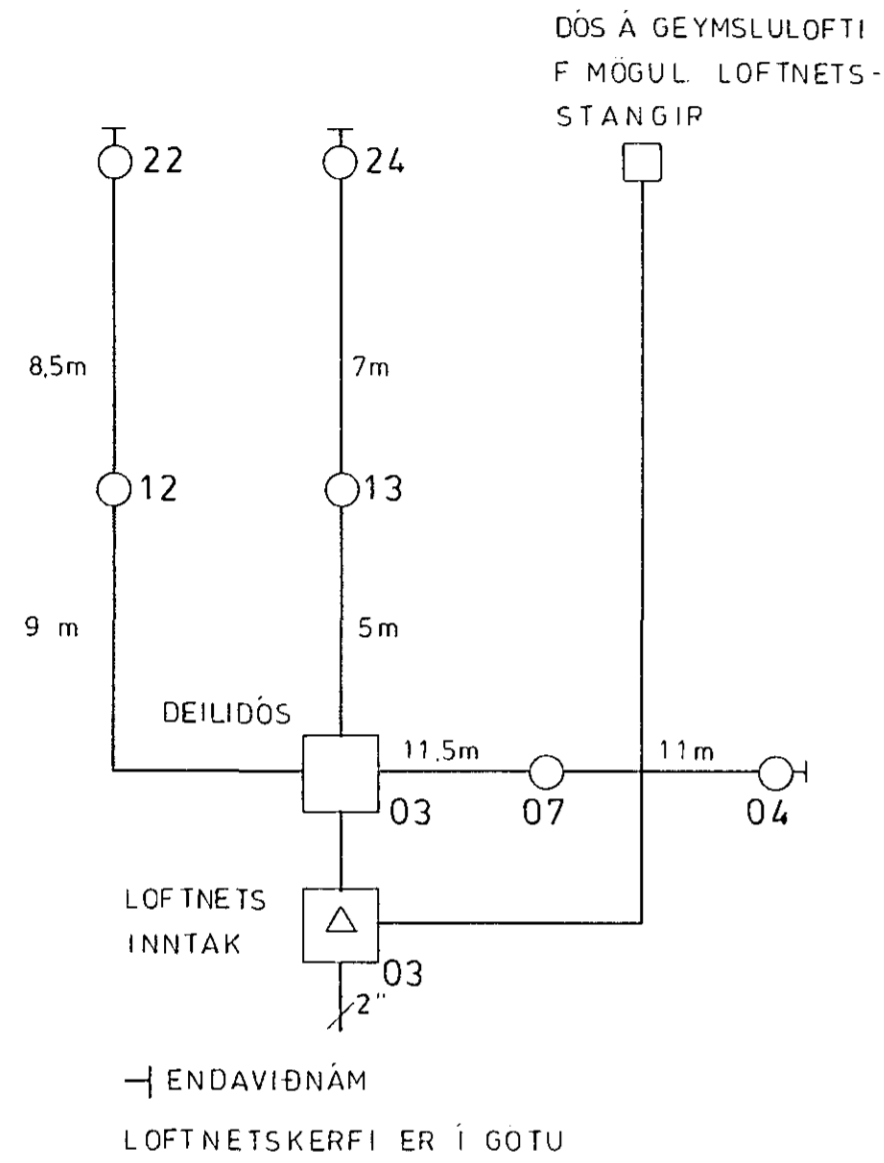 DÓS Á GEYMSLULOFTI
F MÖGUL. LOFTNETS-
STANGIR
22
24
8,5m
7m
12
13
9 m
5m
DEILIDÓS
11,5m
11m
03
07
04
LOFTNETS
INNTAK
03
2"
ENDAVIÐNÁM
LOFTNETSKERFI ER Í GÖTU